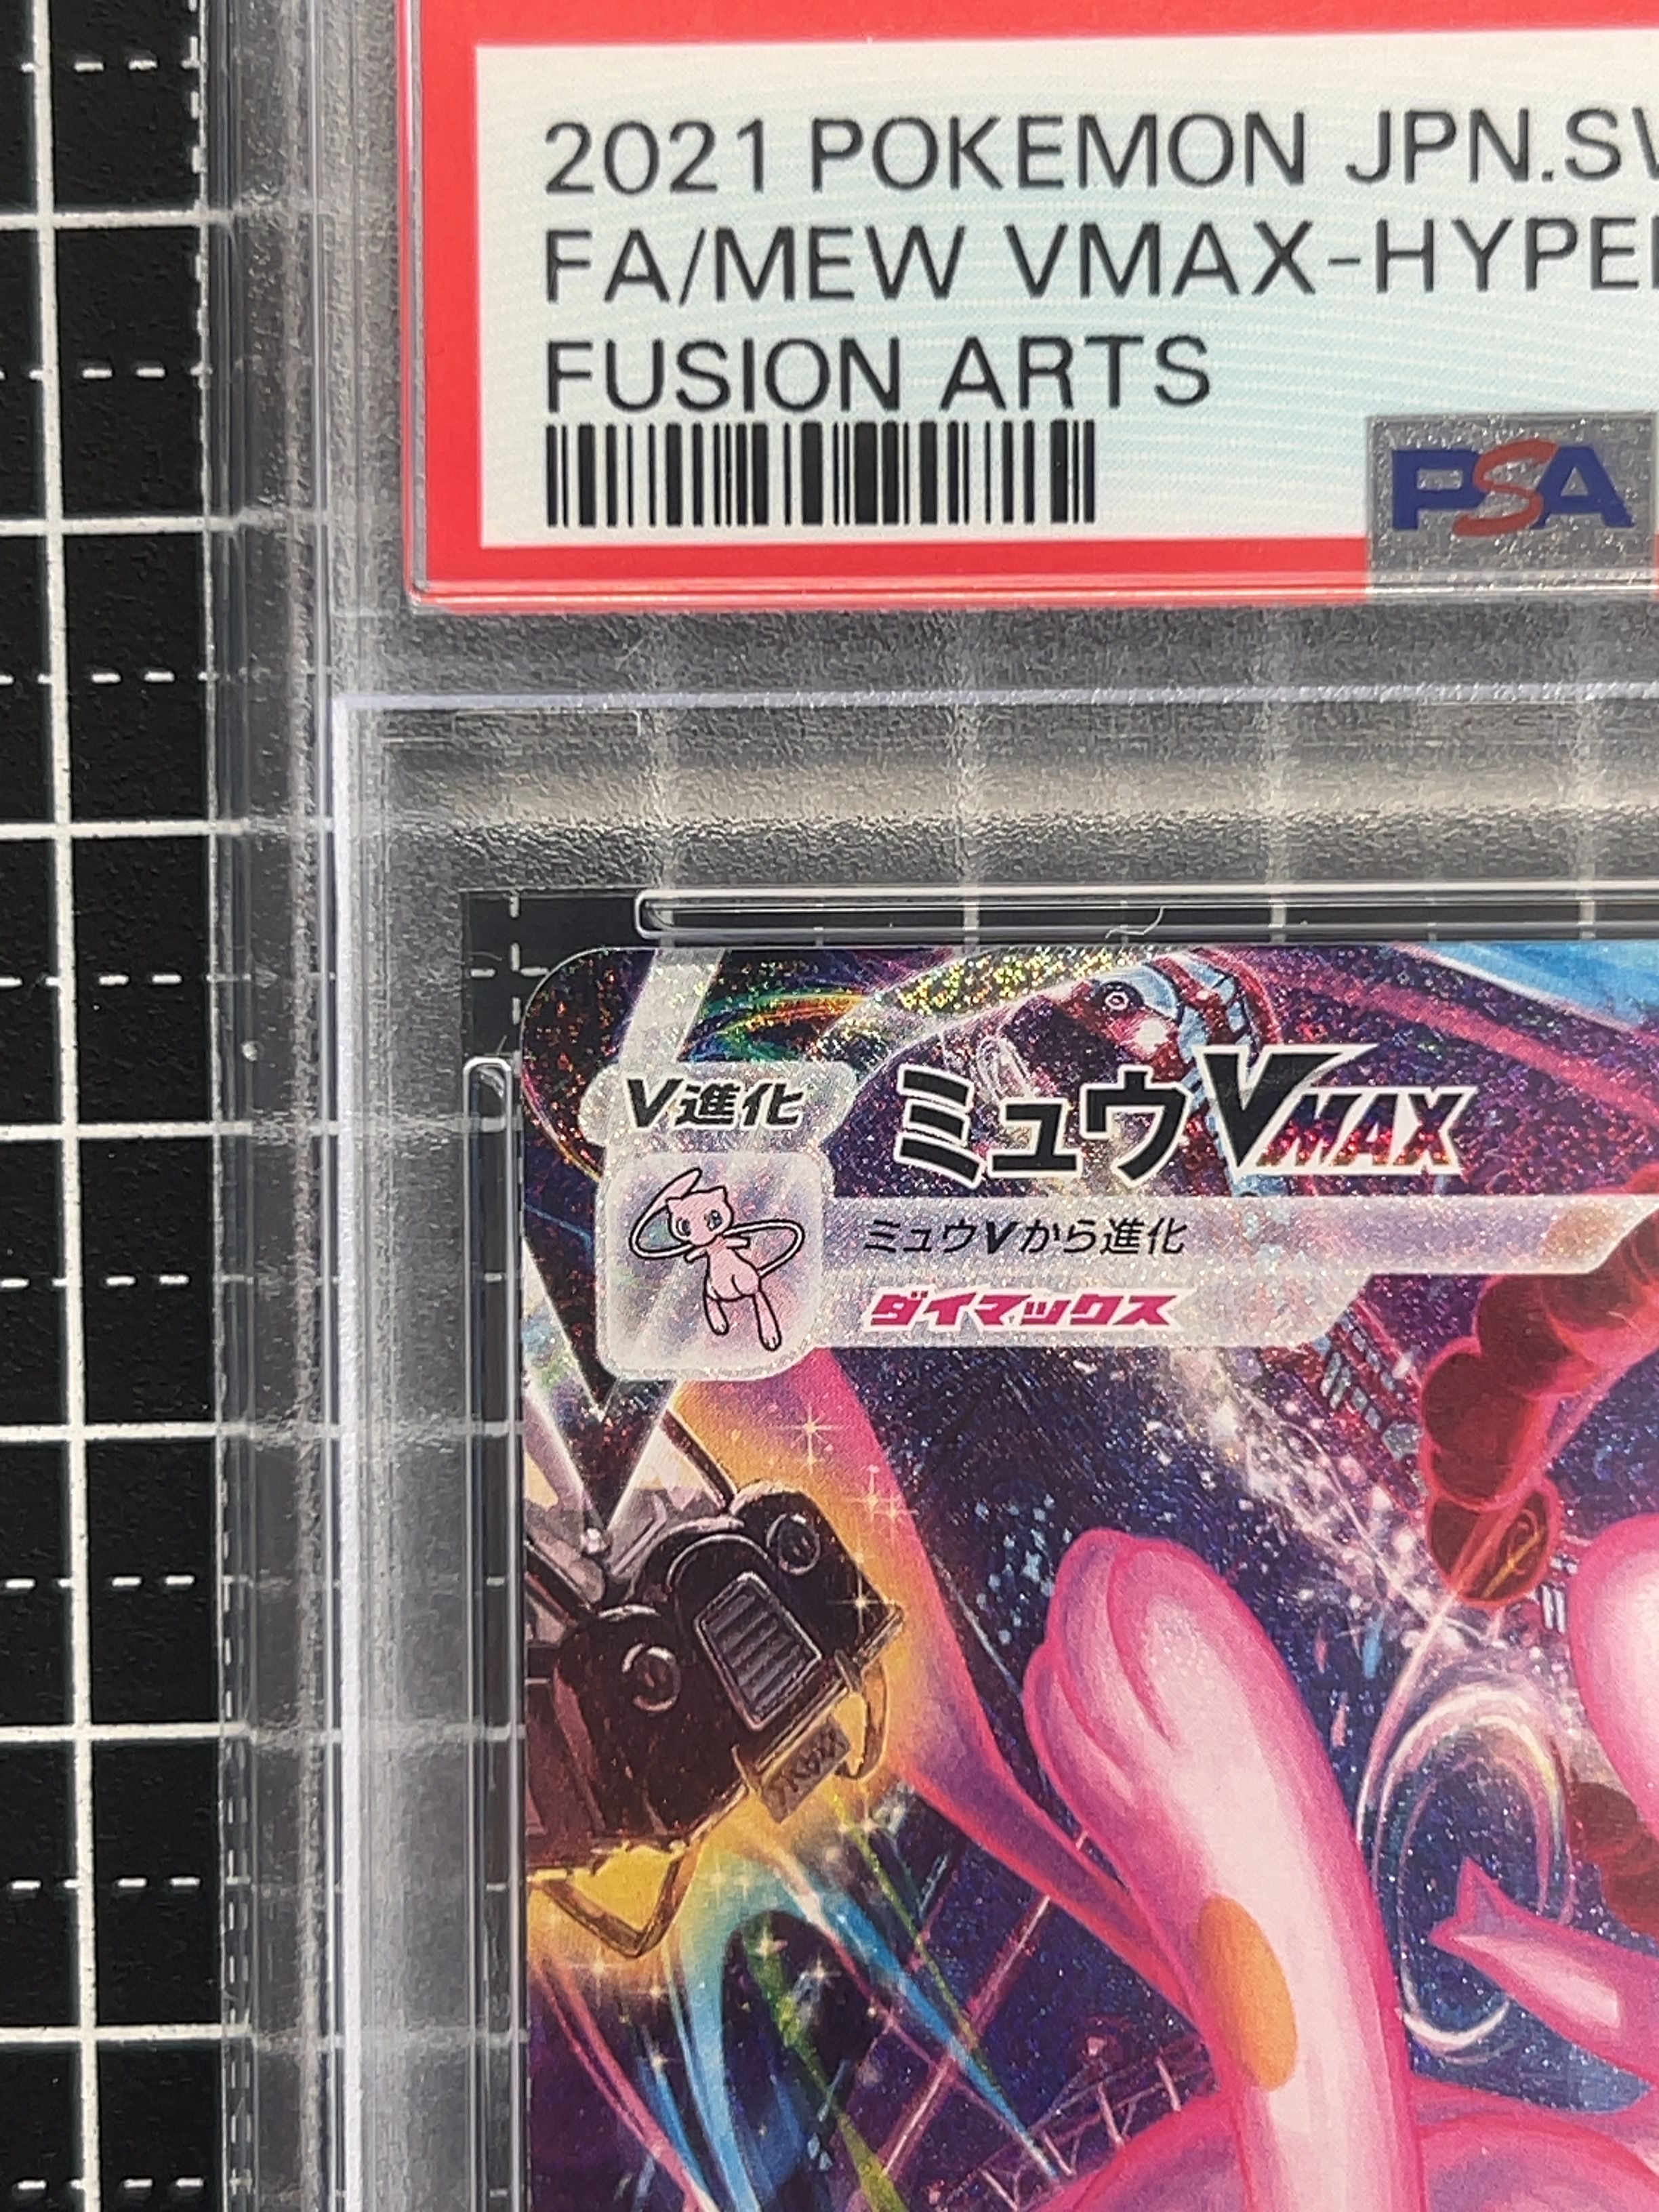 2021 POKEMON JPN.SW
FA/MEW VMAX-HYPER
FUSION ARTS
PSA
V進化
ミュウVMAX
ミュウVから進化
ダイマックス